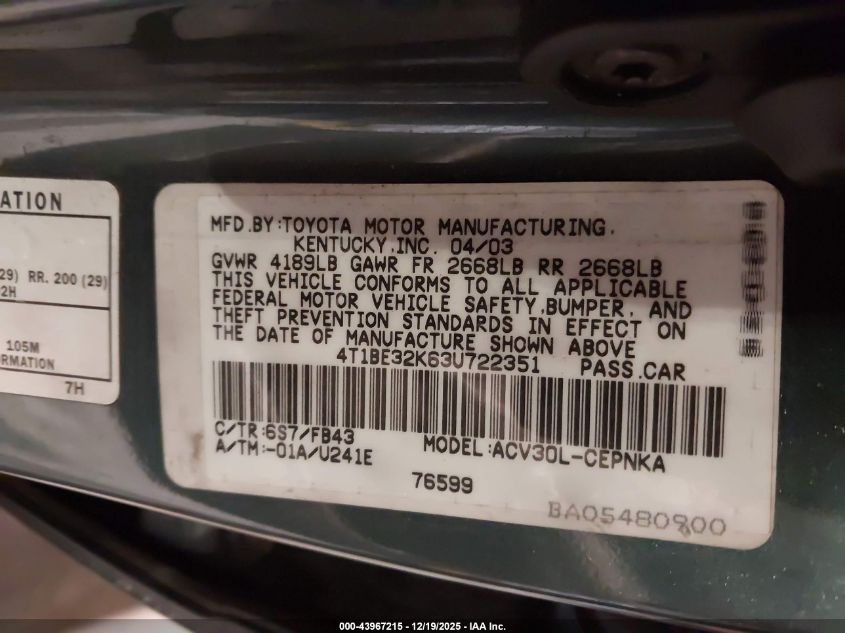 ATION
29) RR. 200 (29)
2H
105M
RMATION
7H
MFD.BY:TOYOTA MOTOR MANUFACTURING,
KENTUCKY,INC. 04/03
GVWR 4189LB GAWR FR 2668LB RR 2668LB
THIS VEHICLE CONFORMS TO ALL APPLICABLE
FEDERAL MOTOR VEHICLE SAFETY,BUMPER, AND
THEFT PREVENTION STANDARDS IN EFFECT ON
THE DATE OF MANUFACTURE SHOWN ABOVE
4T1BE32K63U722351 PASS.CAR
C/TR:6S7/FB43 MODEL:ACV30L-CEPNKA
A/TM:-01A/U241E
76599
BA05480900
000-43967215 - 12/19/2025 - IAA Inc.